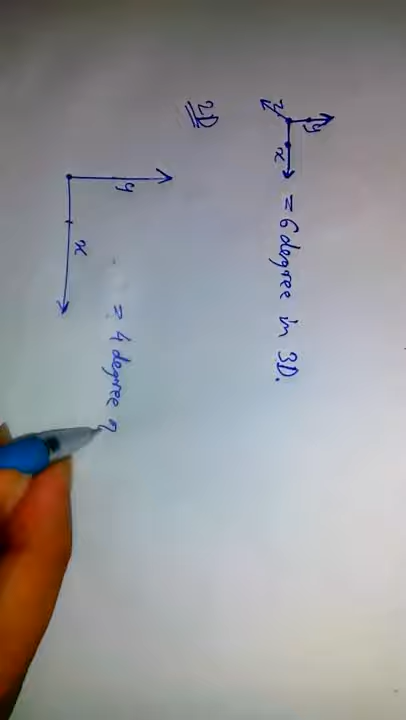 y
z
x = 6 degree in 3D.
2D
y
x
= 4 degree